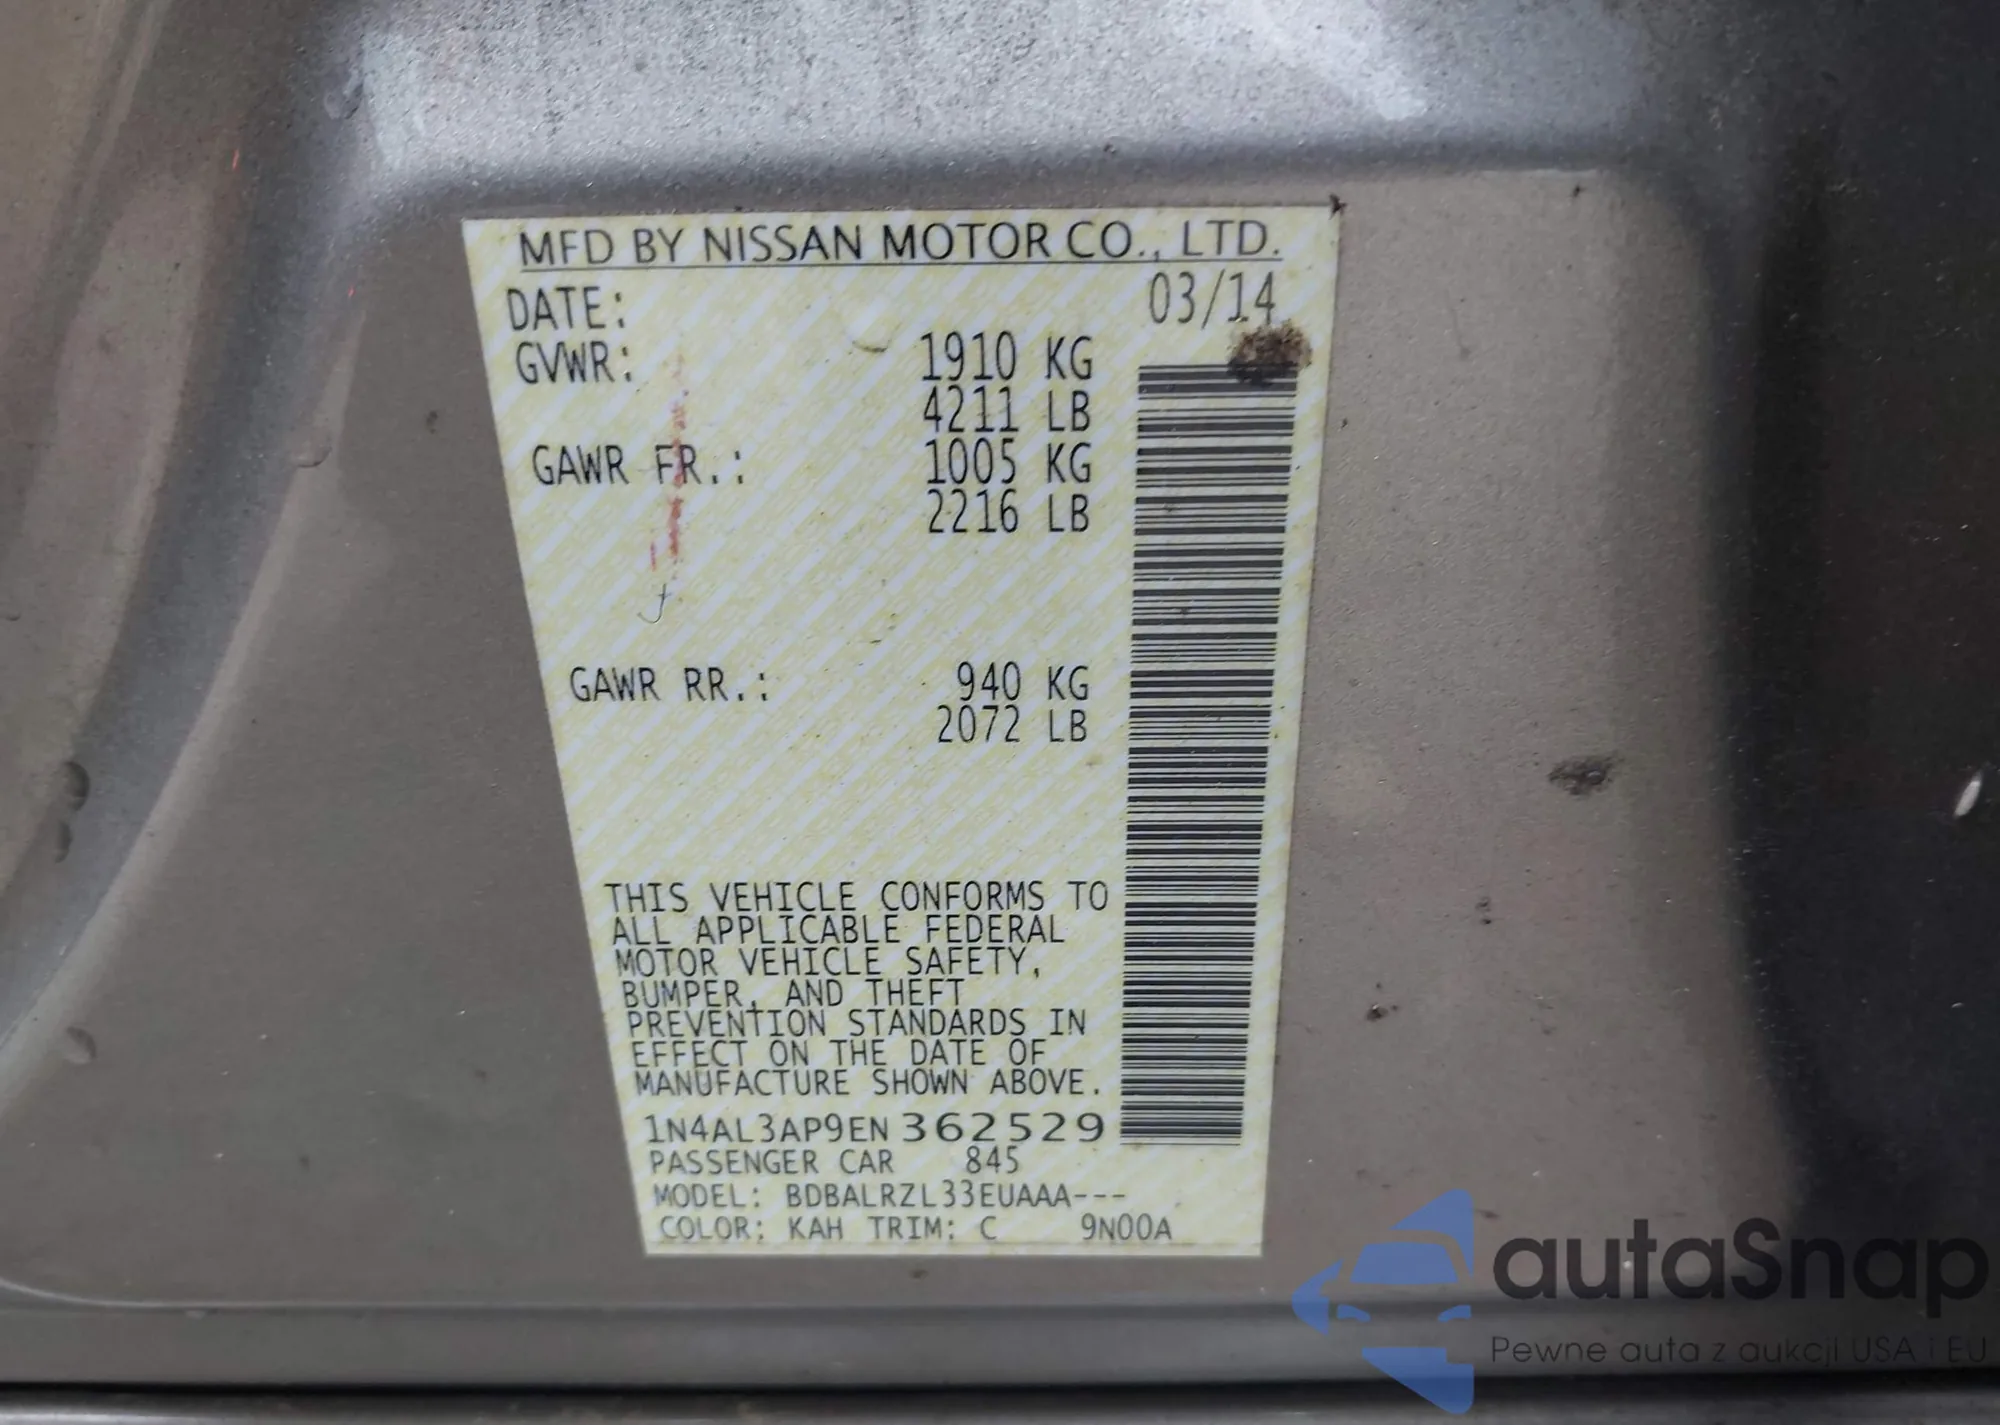 MFD BY NISSAN MOTOR CO., LTD.
DATE: 03/14
GVWR: 1910 KG
4211 LB
GAWR FR.: 1005 KG
2216 LB
GAWR RR.: 940 KG
2072 LB
THIS VEHICLE CONFORMS TO
ALL APPLICABLE FEDERAL
MOTOR VEHICLE SAFETY,
BUMPER, AND THEFT
PREVENTION STANDARDS IN
EFFECT ON THE DATE OF
MANUFACTURE SHOWN ABOVE.
1N4AL3AP9EN362529
PASSENGER CAR 845
MODEL: BDBALRZL33EUAAA---
COLOR: KAH TRIM: C 9N00A
autaSnap
Pewne auta z aukcji USA i EU